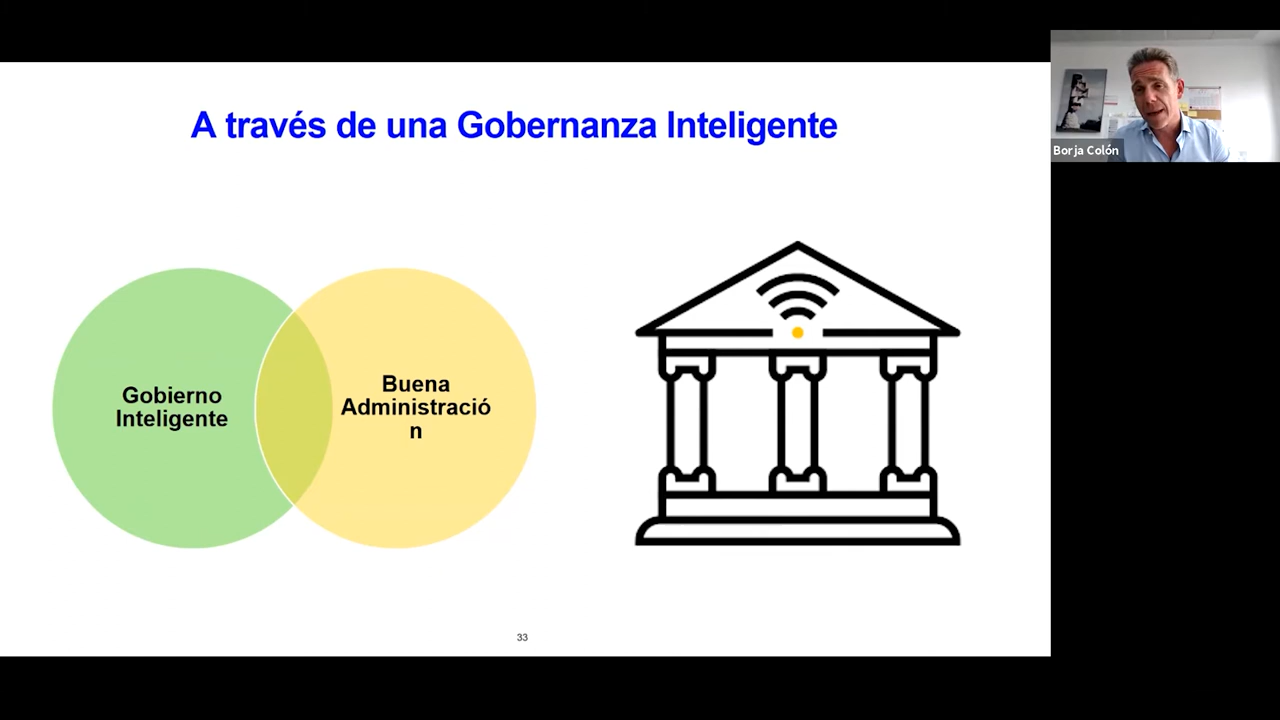 A través de una Gobernanza Inteligente
Borja Colón
Gobierno
Inteligente
Buena
Administració
n
33